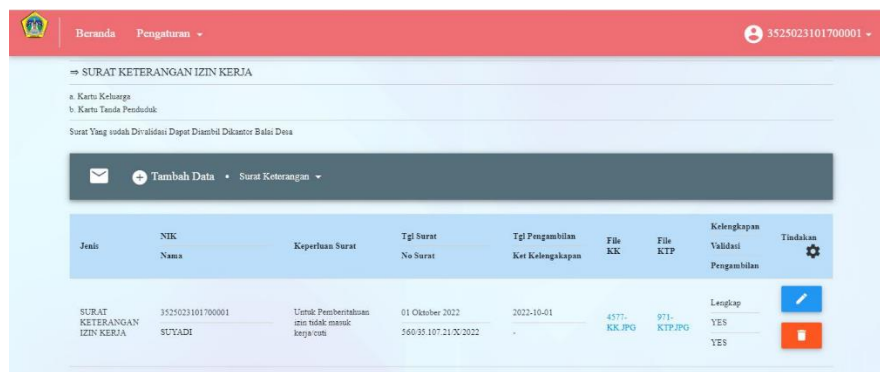 Beranda Pengaturan 3525023101700001
⇒ SURAT KETERANGAN IZIN KERJA
a. Kartu Keluarga
b. Kartu Tanda Penduduk
Surat Yang sudah Divalidasi Dapat Diambil Dikantor Balai Desa
Tambah Data • Surat Keterangan
Jenis
NIK
Nama
Keperluan Surat
Tgl Surat
No Surat
Tgl Pengambilan
Ket Kelengakapan
File
KK
File
KTP
Kelengkapan
Validasi
Pengambilan
Tindakan
SURAT
KETERANGAN
IZIN KERJA
3525023101700001
SUYADI
Untuk Pemberitahuan
izin tidak masuk
kerja/cuti
01 Oktober 2022
560/35.107.21/X/2022
2022-10-01
-
4577-
KK.JPG
971-
KTP.JPG
Lengkap
YES
YES